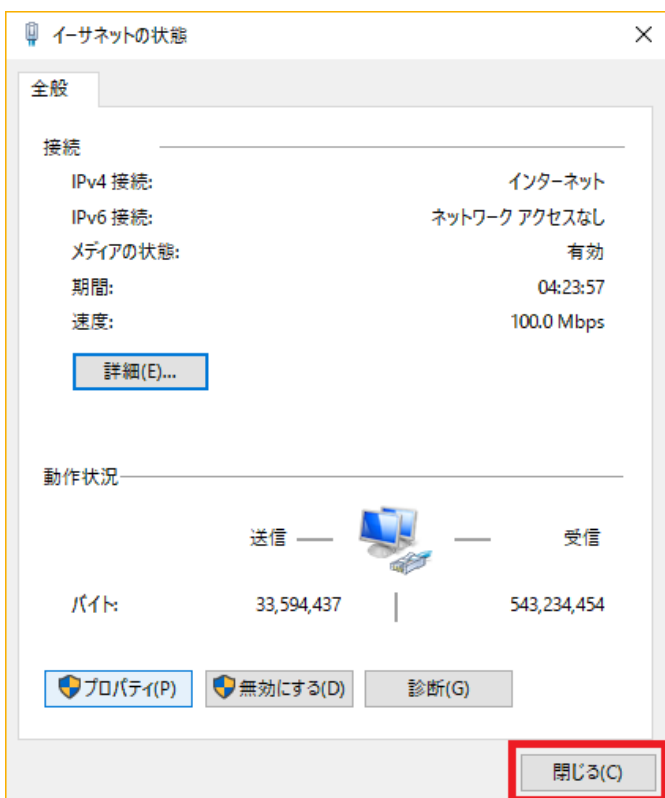 イーサネットの状態
全般
接続
IPv4 接続: インターネット
IPv6 接続: ネットワーク アクセスなし
メディアの状態: 有効
期間: 04:23:57
速度: 100.0 Mbps
詳細(E)...
動作状況
送信 受信
バイト: 33,594,437 543,234,454
プロパティ(P) 無効にする(D) 診断(G)
閉じる(C)